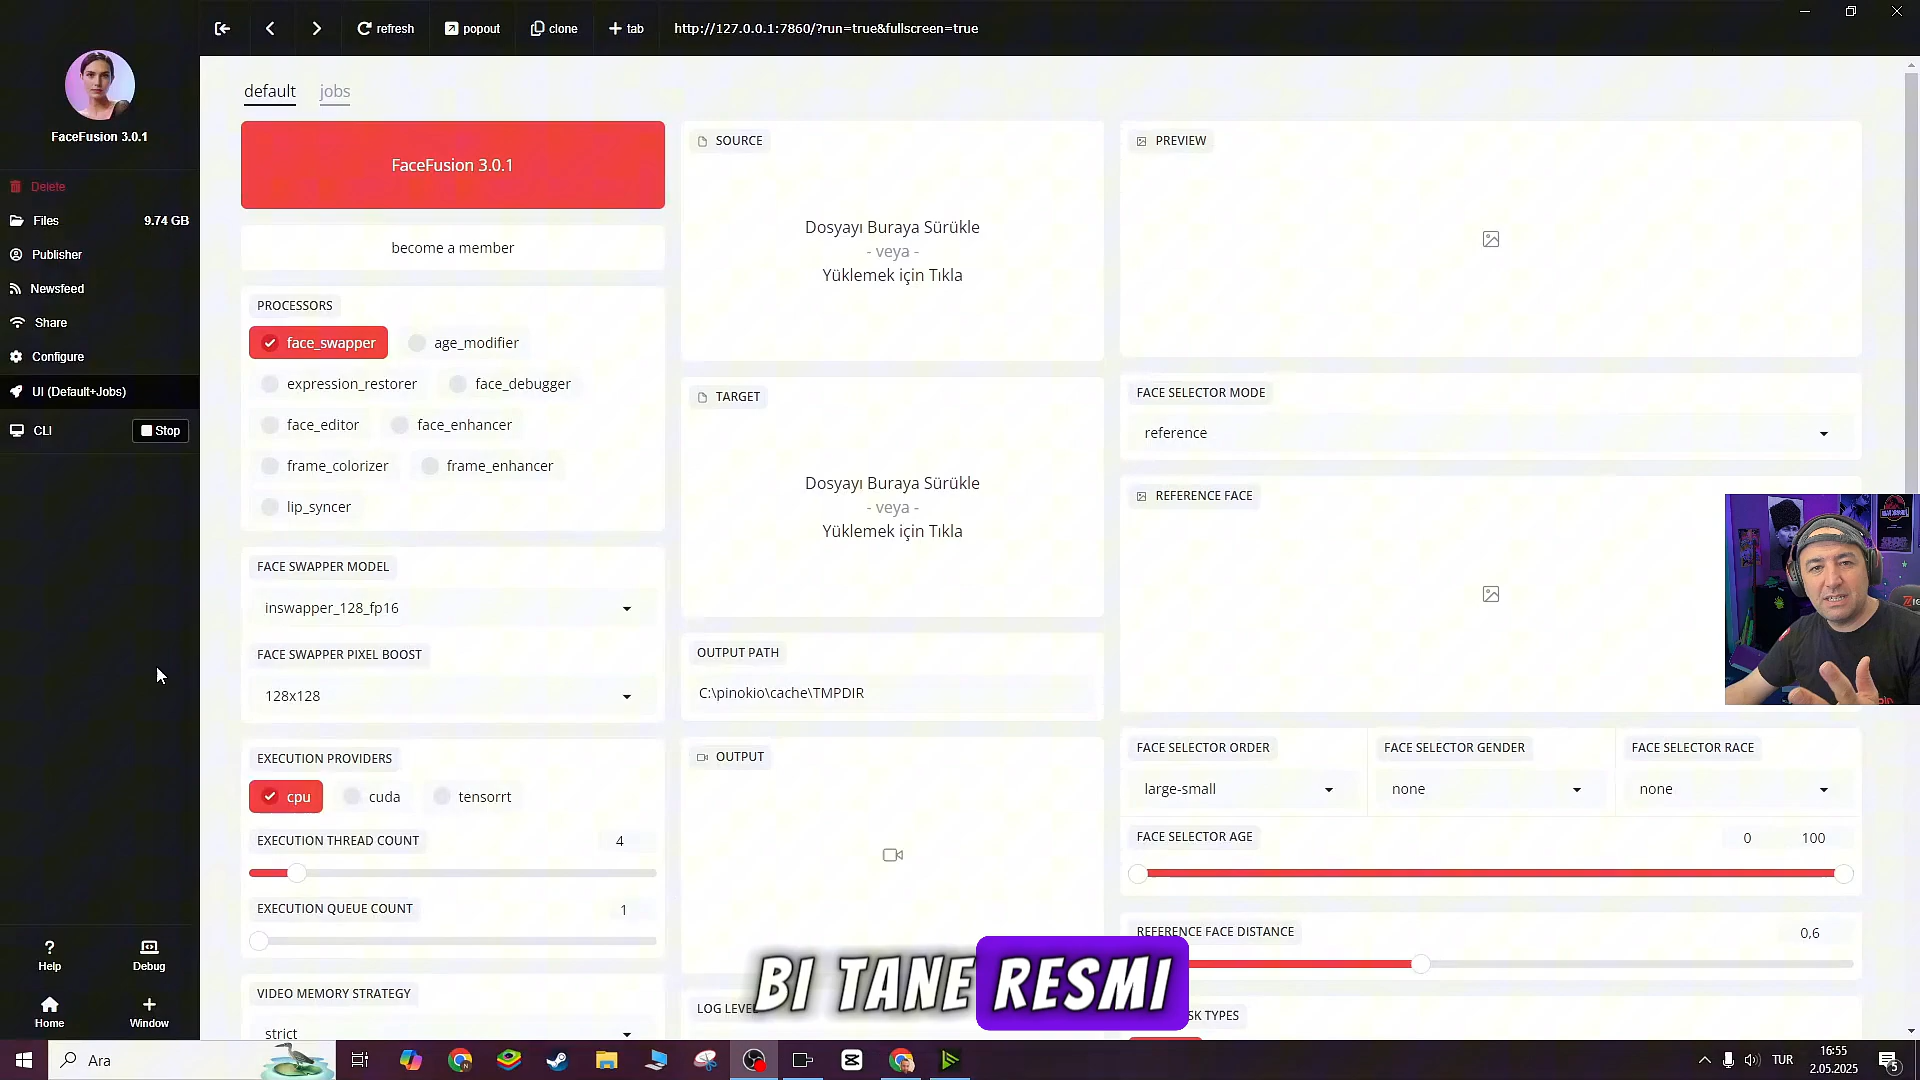 refresh
popout
clone
tab
http://127.0.0.1:7860/?run=true&fullscreen=true
FaceFusion 3.0.1
Delete
Files 9.74 GB
Publisher
Newsfeed
Share
Configure
UI (Default+Jobs)
CLI Stop
Help Debug
Home Window
default jobs
FaceFusion 3.0.1
become a member
PROCESSORS
face_swapper age_modifier
expression_restorer face_debugger
face_editor face_enhancer
frame_colorizer frame_enhancer
lip_syncer
FACE SWAPPER MODEL
inswapper_128_fp16
FACE SWAPPER PIXEL BOOST
128x128
EXECUTION PROVIDERS
cpu cuda tensorrt
EXECUTION THREAD COUNT 4
EXECUTION QUEUE COUNT 1
VIDEO MEMORY STRATEGY
strict
SOURCE
Dosyayı Buraya Sürükle
- veya -
Yüklemek için Tıkla
TARGET
Dosyayı Buraya Sürükle
- veya -
Yüklemek için Tıkla
OUTPUT PATH
C:\pinokio\cache\TMPDIR
OUTPUT
LOG LEVE
PREVIEW
FACE SELECTOR MODE
reference
REFERENCE FACE
FACE SELECTOR ORDER FACE SELECTOR GENDER FACE SELECTOR RACE
large-small none none
FACE SELECTOR AGE 0 100
REFERENCE FACE DISTANCE 0,6
SK TYPES
BI TANE RESMI
Ara
TUR
16:55
2.05.2025
5